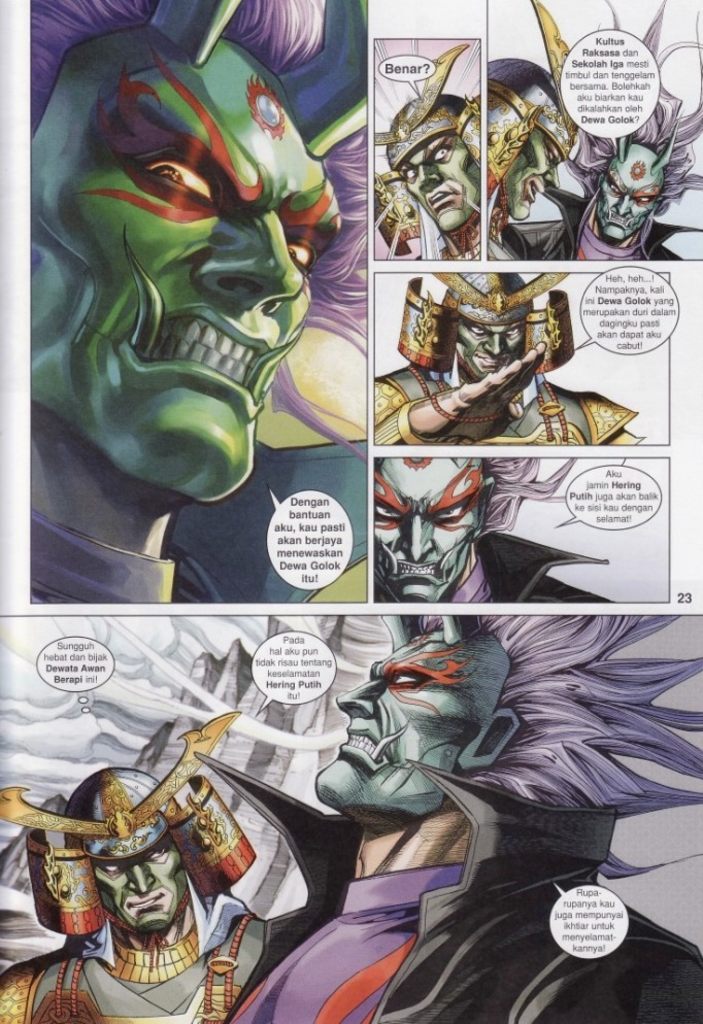 Dengan
bantuan
aku, kau pasti
akan berjaya
menewaskan
Dewa Golok
itu!
Benar?
Kultus
Raksasa dan
Sekolah Iga mesti
timbul dan tenggelam
bersama. Bolehkah
aku biarkan kau
dikalahkan oleh
Dewa Golok?
Heh, heh...!
Nampaknya, kali
ini Dewa Golok yang
merupakan duri dalam
dagingku pasti
akan dapat aku
cabut!
Aku
jamin Hering
Putih juga akan balik
ke sisi kau dengan
selamat!
23
Sungguh
hebat dan bijak
Dewata Awan
Berapi ini!
Pada
hal aku pun
tidak risau tentang
keselamatan
Hering Putih
itu!
Rupa-
rupanya kau
juga mempunyai
ikhtiar untuk
menyelamat-
kannya!